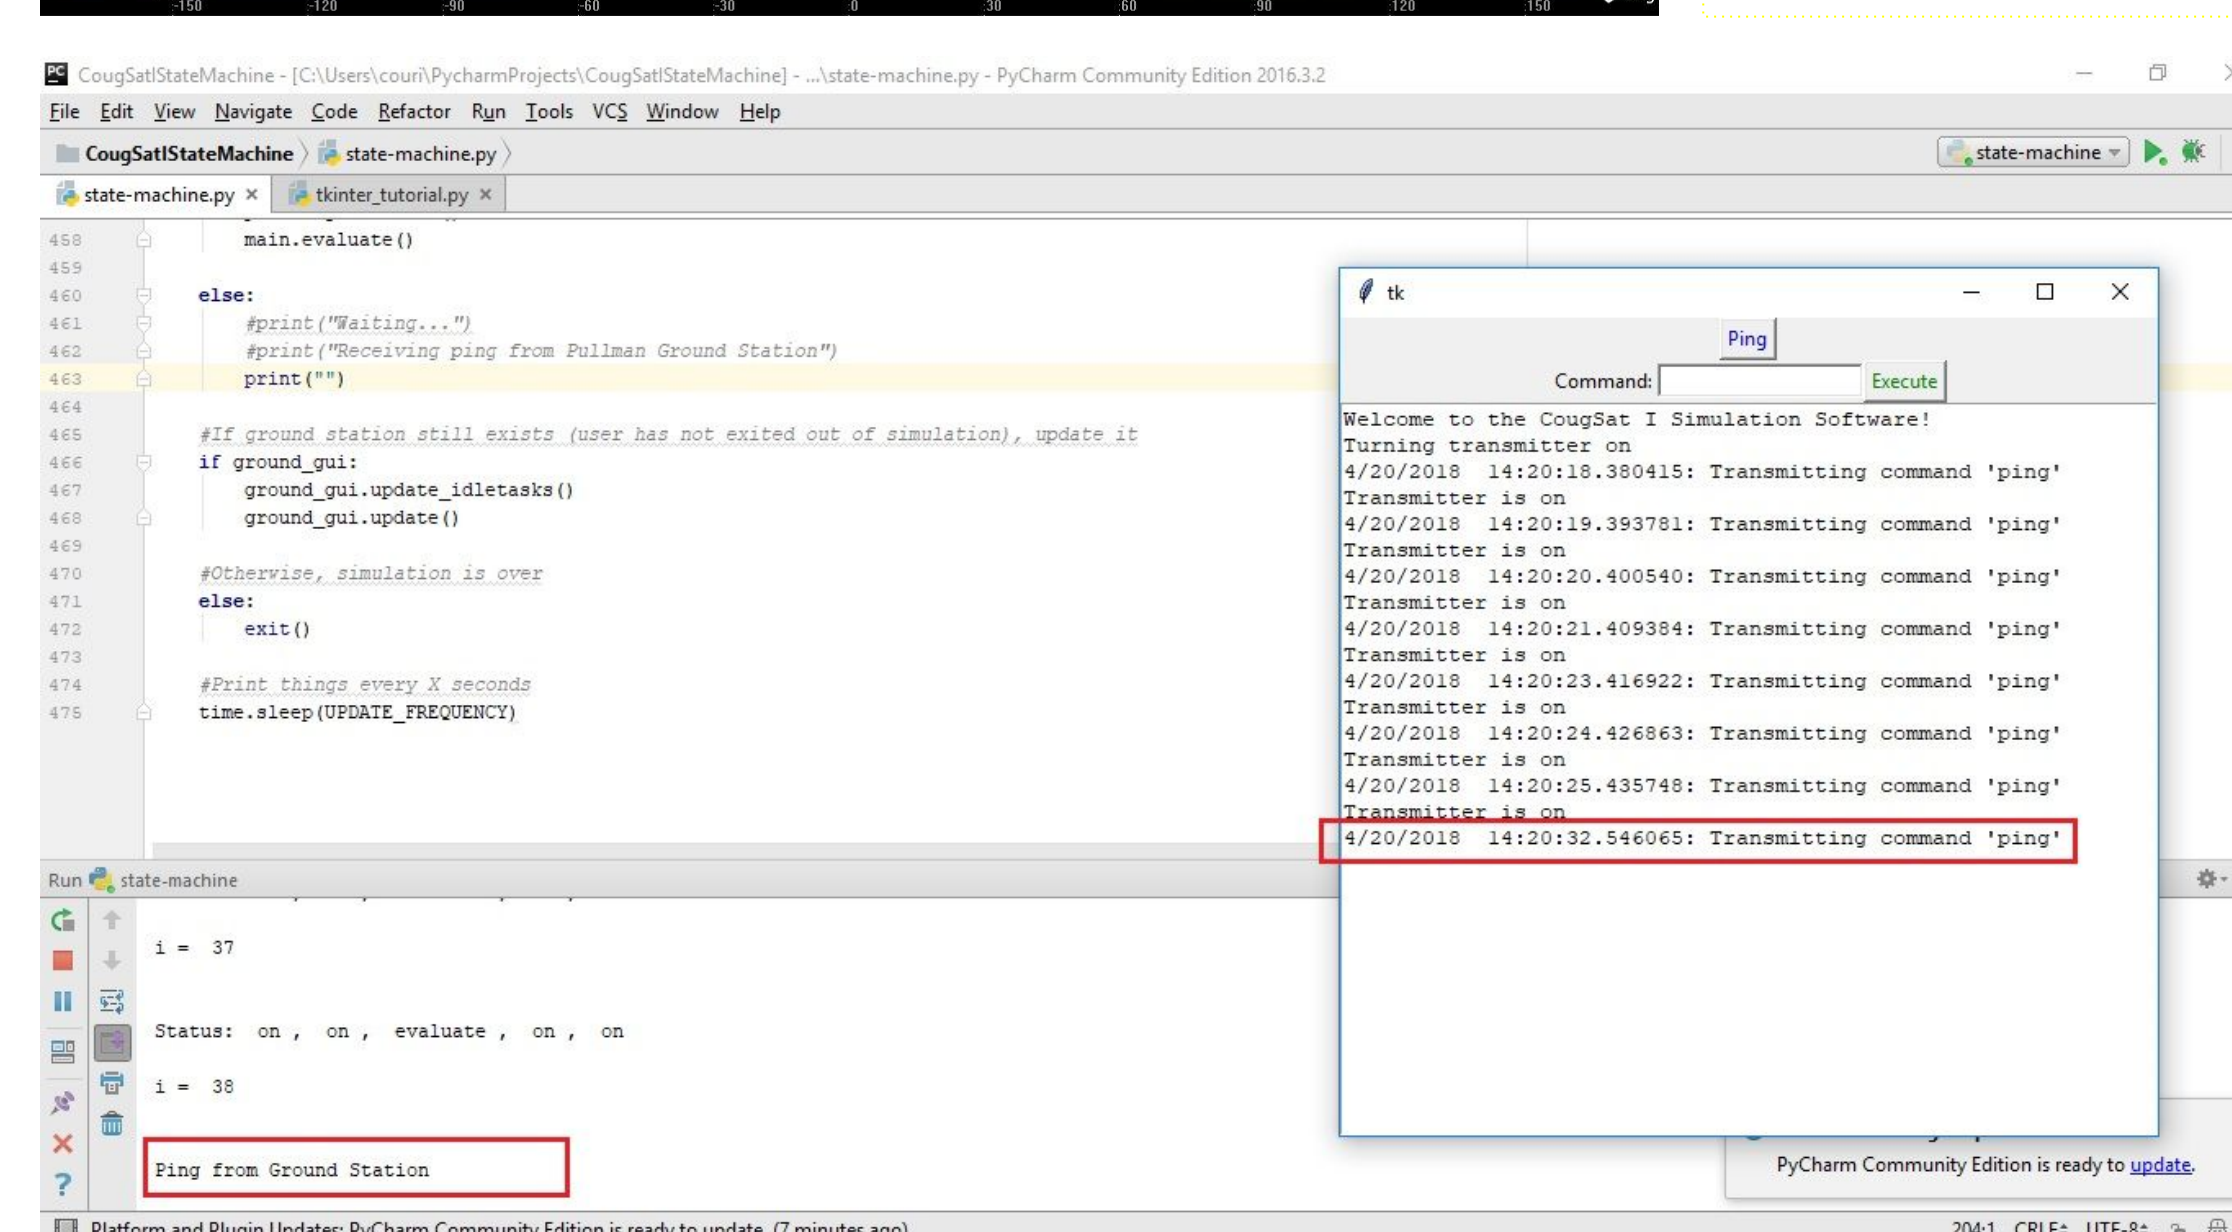 -150 -120 -90 -60 -30 0 30 60 90 120 150
PC CougSatIStateMachine - [C:\Users\couri\PycharmProjects\CougSatIStateMachine] - ...\state-machine.py - PyCharm Community Edition 2016.3.2
File Edit View Navigate Code Refactor Run Tools VCS Window Help
CougSatIStateMachine state-machine.py
state-machine
state-machine.py × tkinter_tutorial.py ×
458 main.evaluate()
459
460 else:
461 #print("Waiting...")
462 #print("Receiving ping from Pullman Ground Station")
463 print("")
464
465 #If ground station still exists (user has not exited out of simulation), update it
466 if ground_gui:
467 ground_gui.update_idletasks()
468 ground_gui.update()
469
470 #Otherwise, simulation is over
471 else:
472 exit()
473
474 #Print things every X seconds
475 time.sleep(UPDATE_FREQUENCY)
tk
Ping
Command: Execute
Welcome to the CougSat I Simulation Software!
Turning transmitter on
4/20/2018 14:20:18.380415: Transmitting command 'ping'
Transmitter is on
4/20/2018 14:20:19.393781: Transmitting command 'ping'
Transmitter is on
4/20/2018 14:20:20.400540: Transmitting command 'ping'
Transmitter is on
4/20/2018 14:20:21.409384: Transmitting command 'ping'
Transmitter is on
4/20/2018 14:20:23.416922: Transmitting command 'ping'
Transmitter is on
4/20/2018 14:20:24.426863: Transmitting command 'ping'
Transmitter is on
4/20/2018 14:20:25.435748: Transmitting command 'ping'
Transmitter is on
4/20/2018 14:20:32.546065: Transmitting command 'ping'
Run state-machine
i = 37
Status: on , on , evaluate , on , on
i = 38
Ping from Ground Station
PyCharm Community Edition is ready to update.
Platform and Plugin Updates: PyCharm Community Edition is ready to update. (7 minutes ago)
204:1 CRLF UTF-8